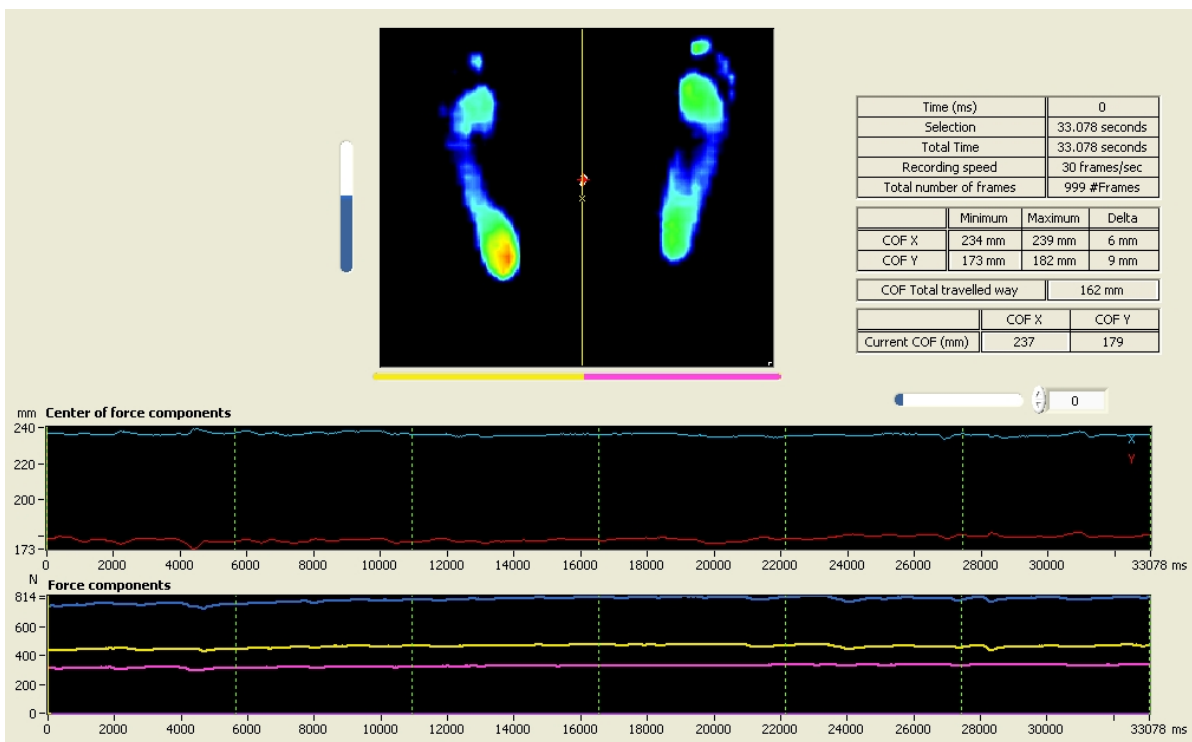 Time (ms) 0
Selection 33.078 seconds
Total Time 33.078 seconds
Recording speed 30 frames/sec
Total number of frames 999 #Frames
Minimum Maximum Delta
COF X 234 mm 239 mm 6 mm
COF Y 173 mm 182 mm 9 mm
COF Total travelled way 162 mm
COF X COF Y
Current COF (mm) 237 179
0
mm Center of force components
240
220
200
173
X
Y
0 2000 4000 6000 8000 10000 12000 14000 16000 18000 20000 22000 24000 26000 28000 30000 33078 ms
N Force components
814
600
400
200
0
0 2000 4000 6000 8000 10000 12000 14000 16000 18000 20000 22000 24000 26000 28000 30000 33078 ms